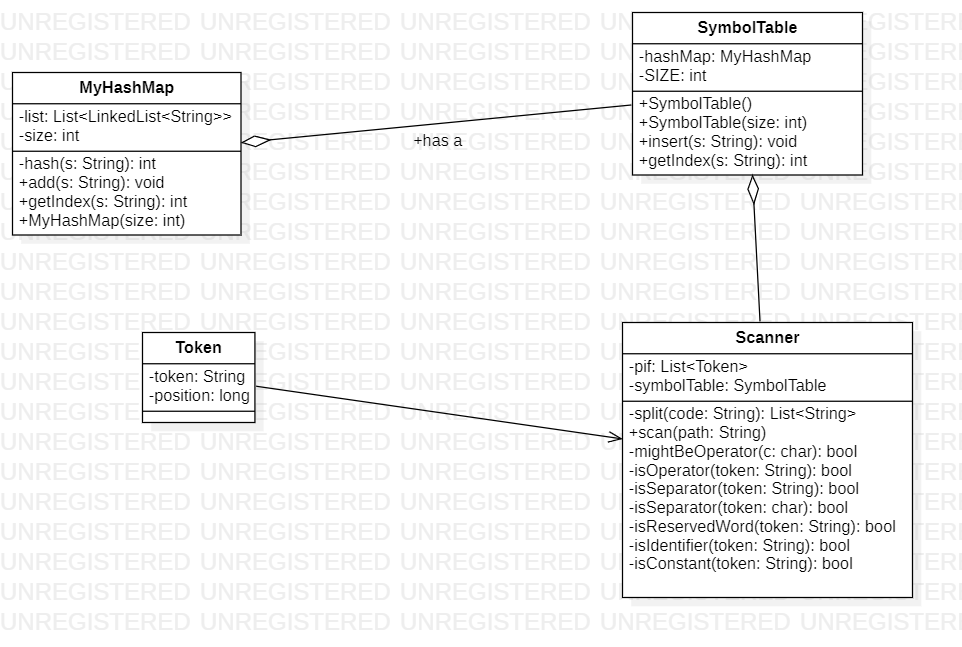 MyHashMap
-list: List<LinkedList<String>>
-size: int
-hash(s: String): int
+add(s: String): void
+getIndex(s: String): int
+MyHashMap(size: int)
+has a
SymbolTable
-hashMap: MyHashMap
-SIZE: int
+SymbolTable()
+SymbolTable(size: int)
+insert(s: String): void
+getIndex(s: String): int
Token
-token: String
-position: long
Scanner
-pif: List<Token>
-symbolTable: SymbolTable
-split(code: String): List<String>
+scan(path: String)
-mightBeOperator(c: char): bool
-isOperator(token: String): bool
-isSeparator(token: String): bool
-isSeparator(token: char): bool
-isReservedWord(token: String): bool
-isIdentifier(token: String): bool
-isConstant(token: String): bool
UNREGISTERED